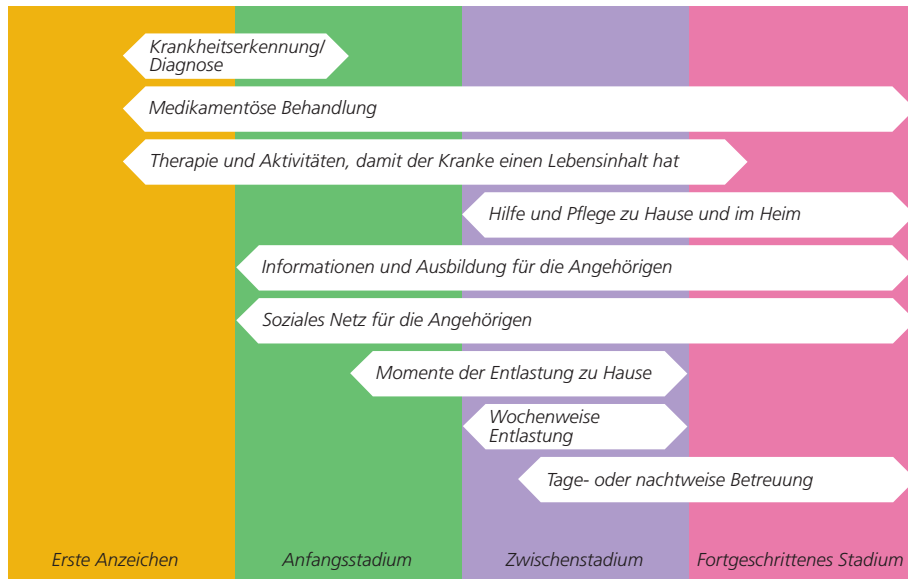 Krankheitserkennung/
Diagnose
Medikamentöse Behandlung
Therapie und Aktivitäten, damit der Kranke einen Lebensinhalt hat
Hilfe und Pflege zu Hause und im Heim
Informationen und Ausbildung für die Angehörigen
Soziales Netz für die Angehörigen
Momente der Entlastung zu Hause
Wochenweise
Entlastung
Tage- oder nachtweise Betreuung
Erste Anzeichen
Anfangsstadium
Zwischenstadium
Fortgeschrittenes Stadium